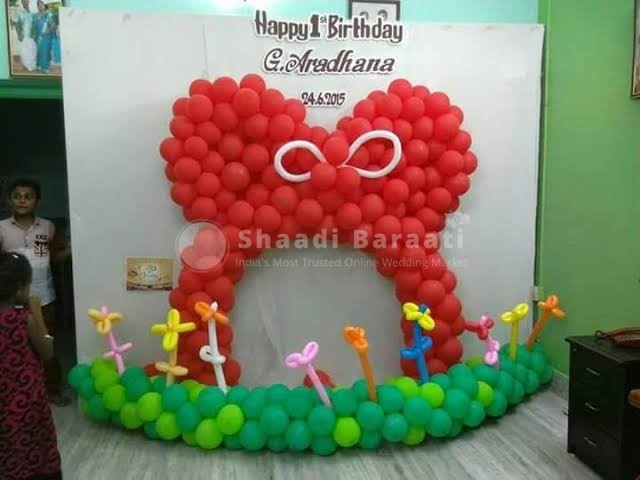 Happy 1st Birthday
G. Aradhana
24.6.2015
Shaadi Baraati
India's Most Trusted Online Wedding Market